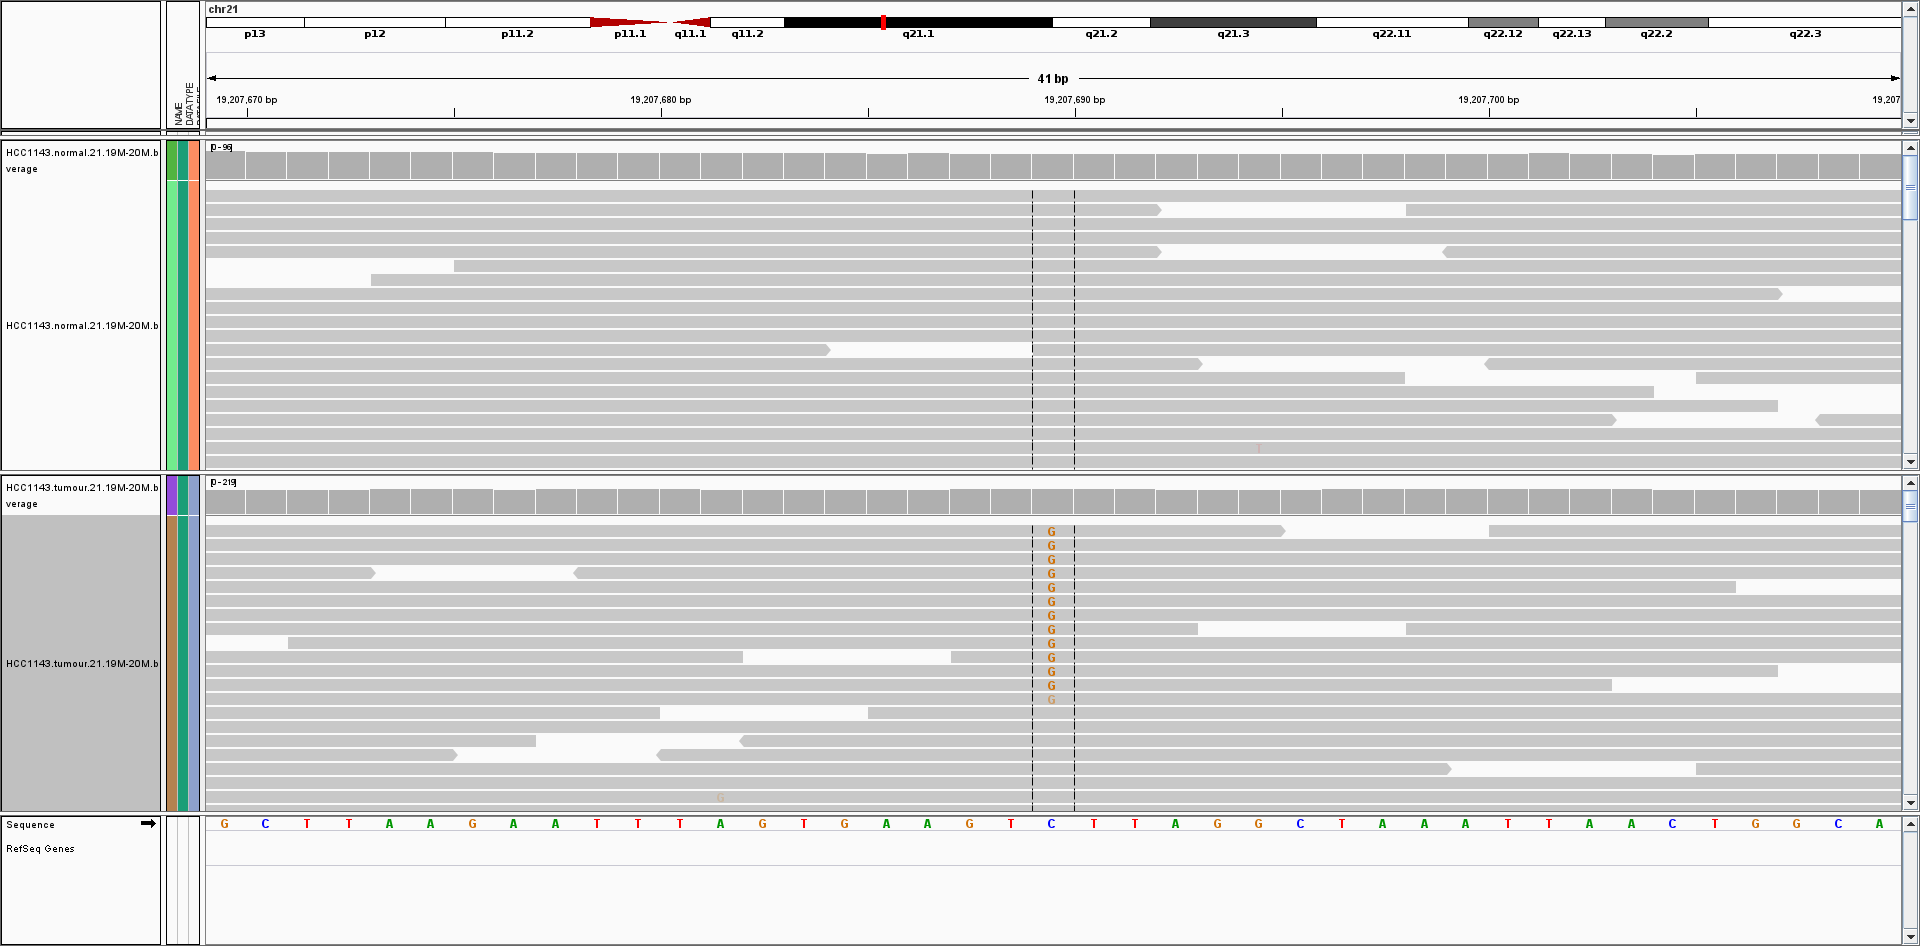 chr21
p13 p12 p11.2 p11.1 q11.1 q11.2 q21.1 q21.2 q21.3 q22.11 q22.12 q22.13 q22.2 q22.3
41 bp
19,207,670 bp 19,207,680 bp 19,207,690 bp 19,207,700 bp 19,207
NAME
DATATYPE
HCC1143.normal.21.19M-20M.b
verage
[0-96]
HCC1143.normal.21.19M-20M.b
T
HCC1143.tumour.21.19M-20M.b
verage
[0-219]
G
G
G
G
G
G
G
G
G
G
G
G
G
HCC1143.tumour.21.19M-20M.b
G
Sequence G C T T A A G A A T T T A G T G A A G T C T T A G G C T A A A T T A A C T G G C A
RefSeq Genes